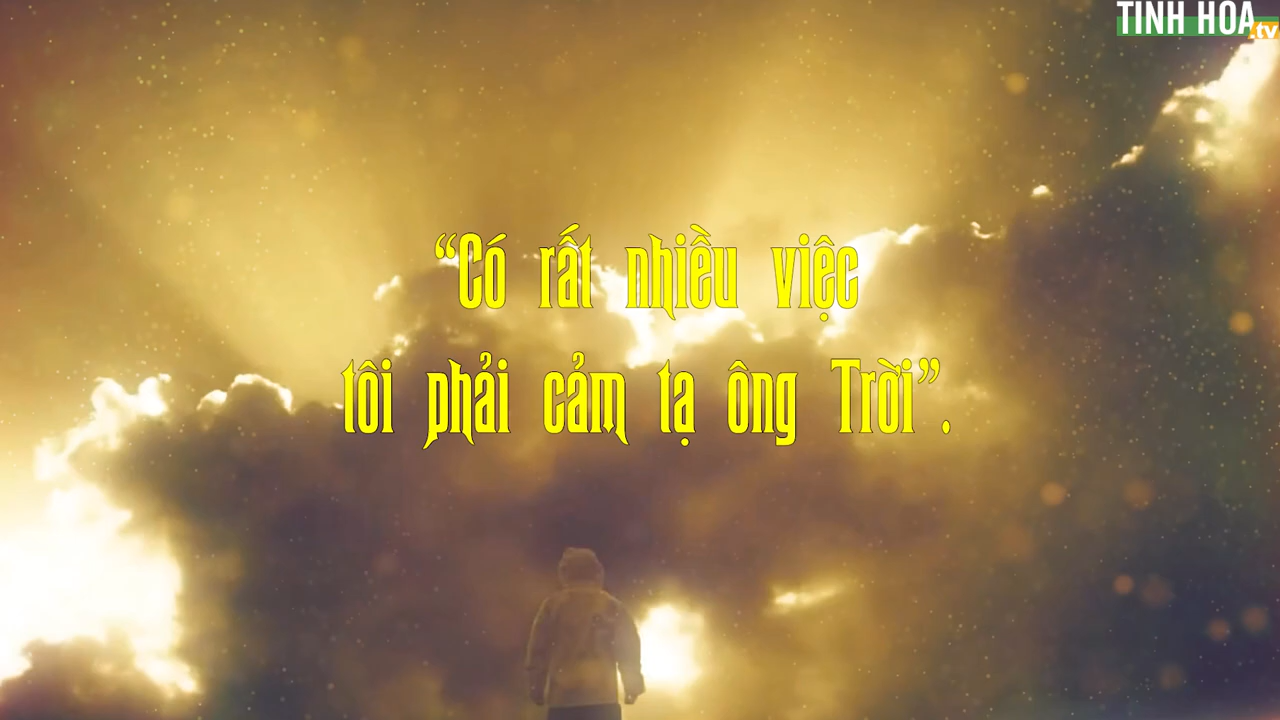 TINH HOA
.tv
“Có rất nhiều việc
tôi phải cảm tạ ông Trời”.